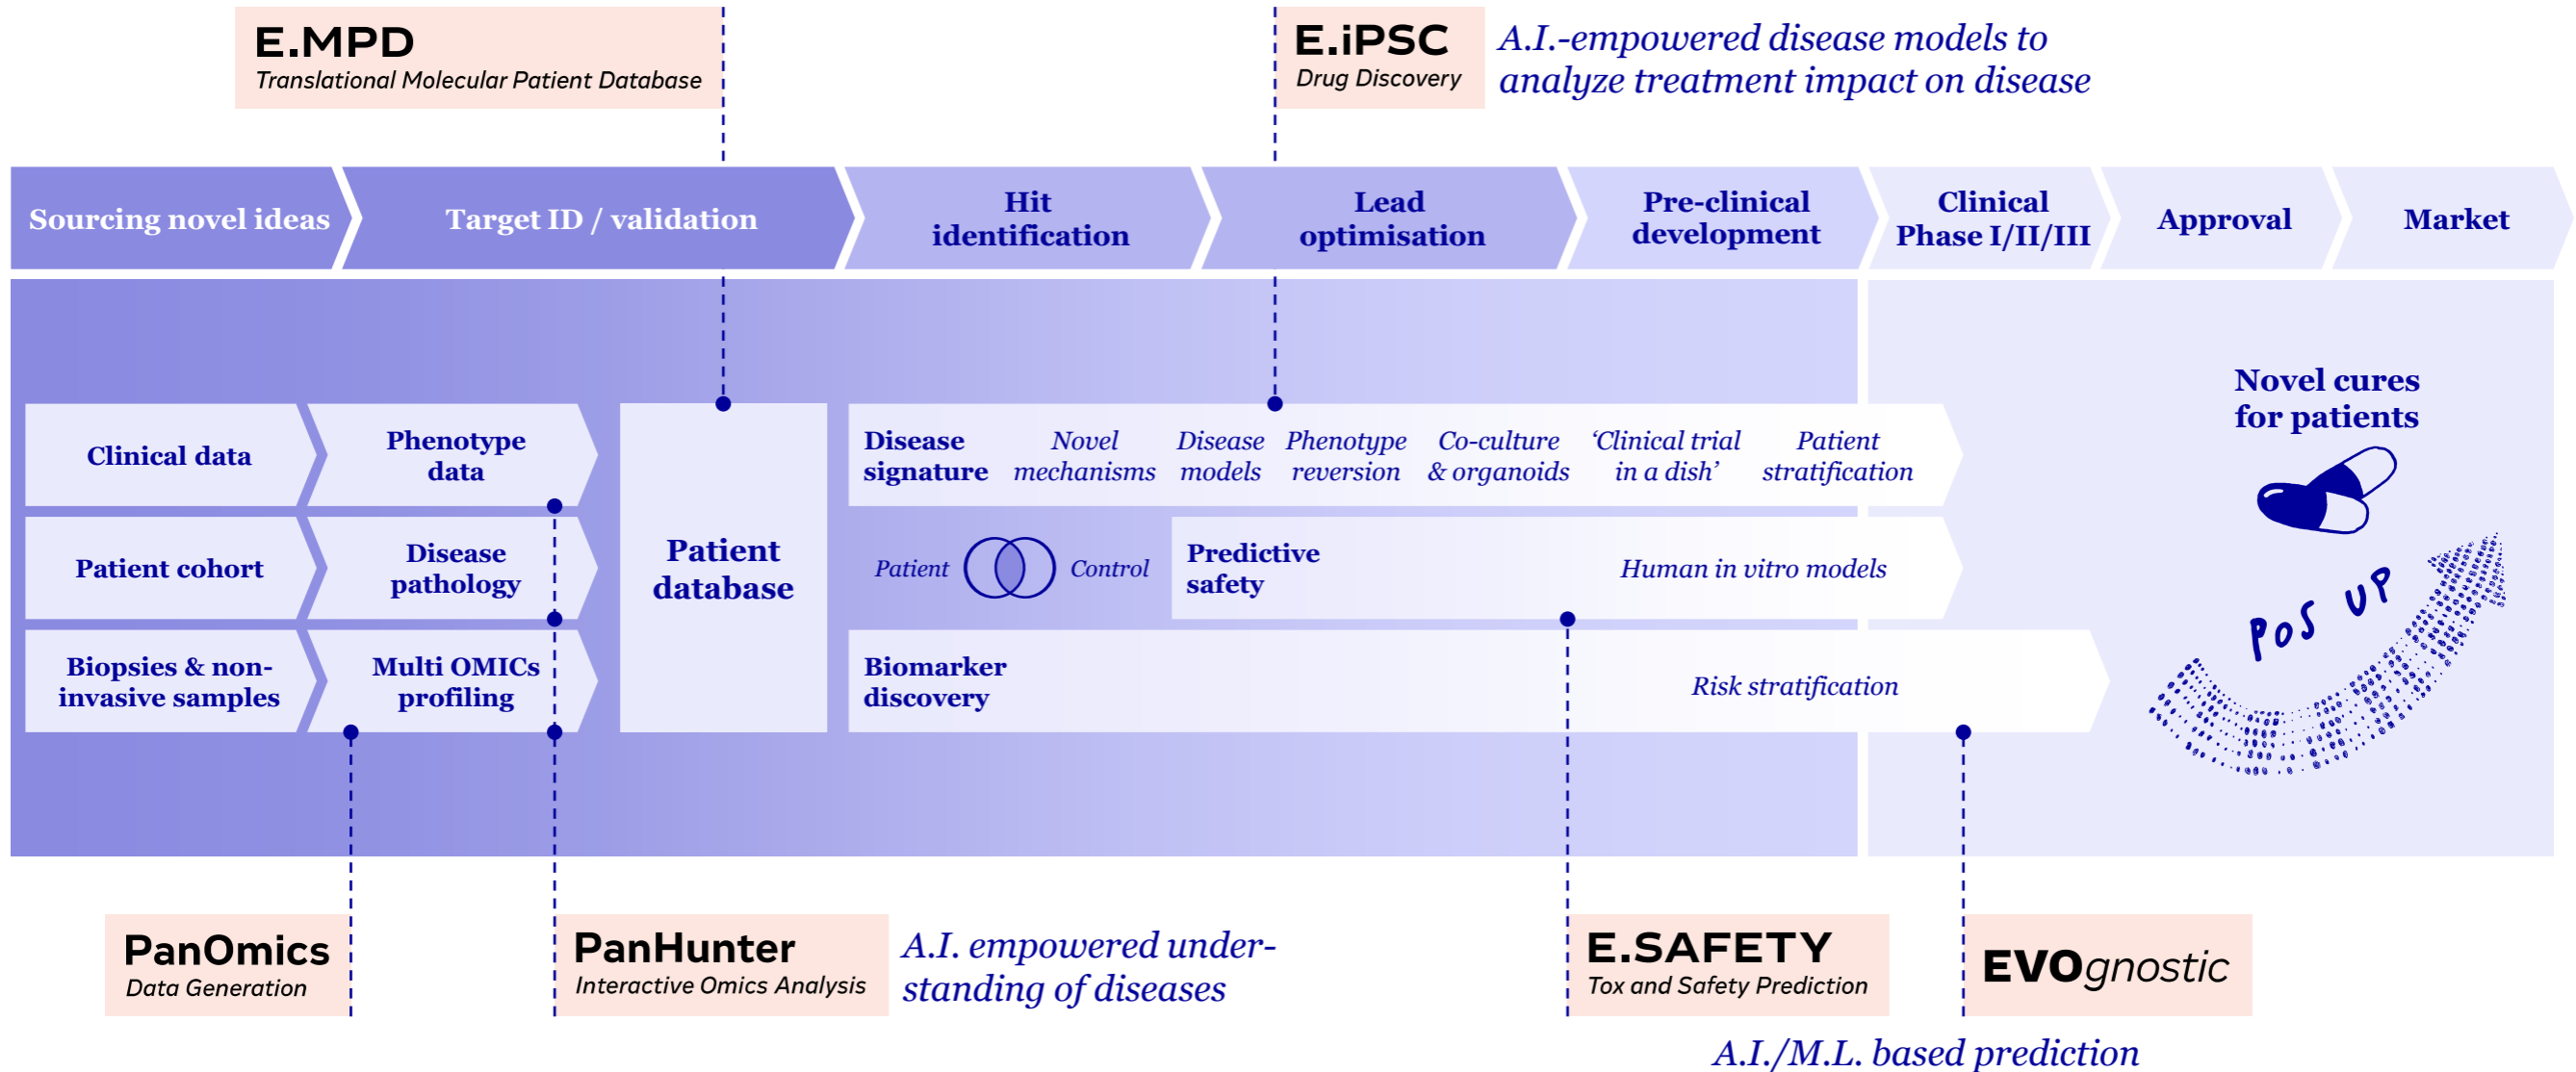 E.MPD
Translational Molecular Patient Database
E.iPSC
Drug Discovery
A.I.-empowered disease models to
analyze treatment impact on disease
Sourcing novel ideas
Target ID / validation
Hit
identification
Lead
optimisation
Pre-clinical
development
Clinical
Phase I/II/III
Approval
Market
Clinical data
Phenotype
data
Patient cohort
Disease
pathology
Biopsies & non-
invasive samples
Multi OMICs
profiling
Patient
database
Disease
signature
Novel
mechanisms
Disease
models
Phenotype
reversion
Co-culture
& organoids
‘Clinical trial
in a dish’
Patient
stratification
Patient
Control
Predictive
safety
Human in vitro models
Biomarker
discovery
Risk stratification
Novel cures
for patients
POS UP
PanOmics
Data Generation
PanHunter
Interactive Omics Analysis
A.I. empowered under-
standing of diseases
E.SAFETY
Tox and Safety Prediction
EVOgnostic
A.I./M.L. based prediction